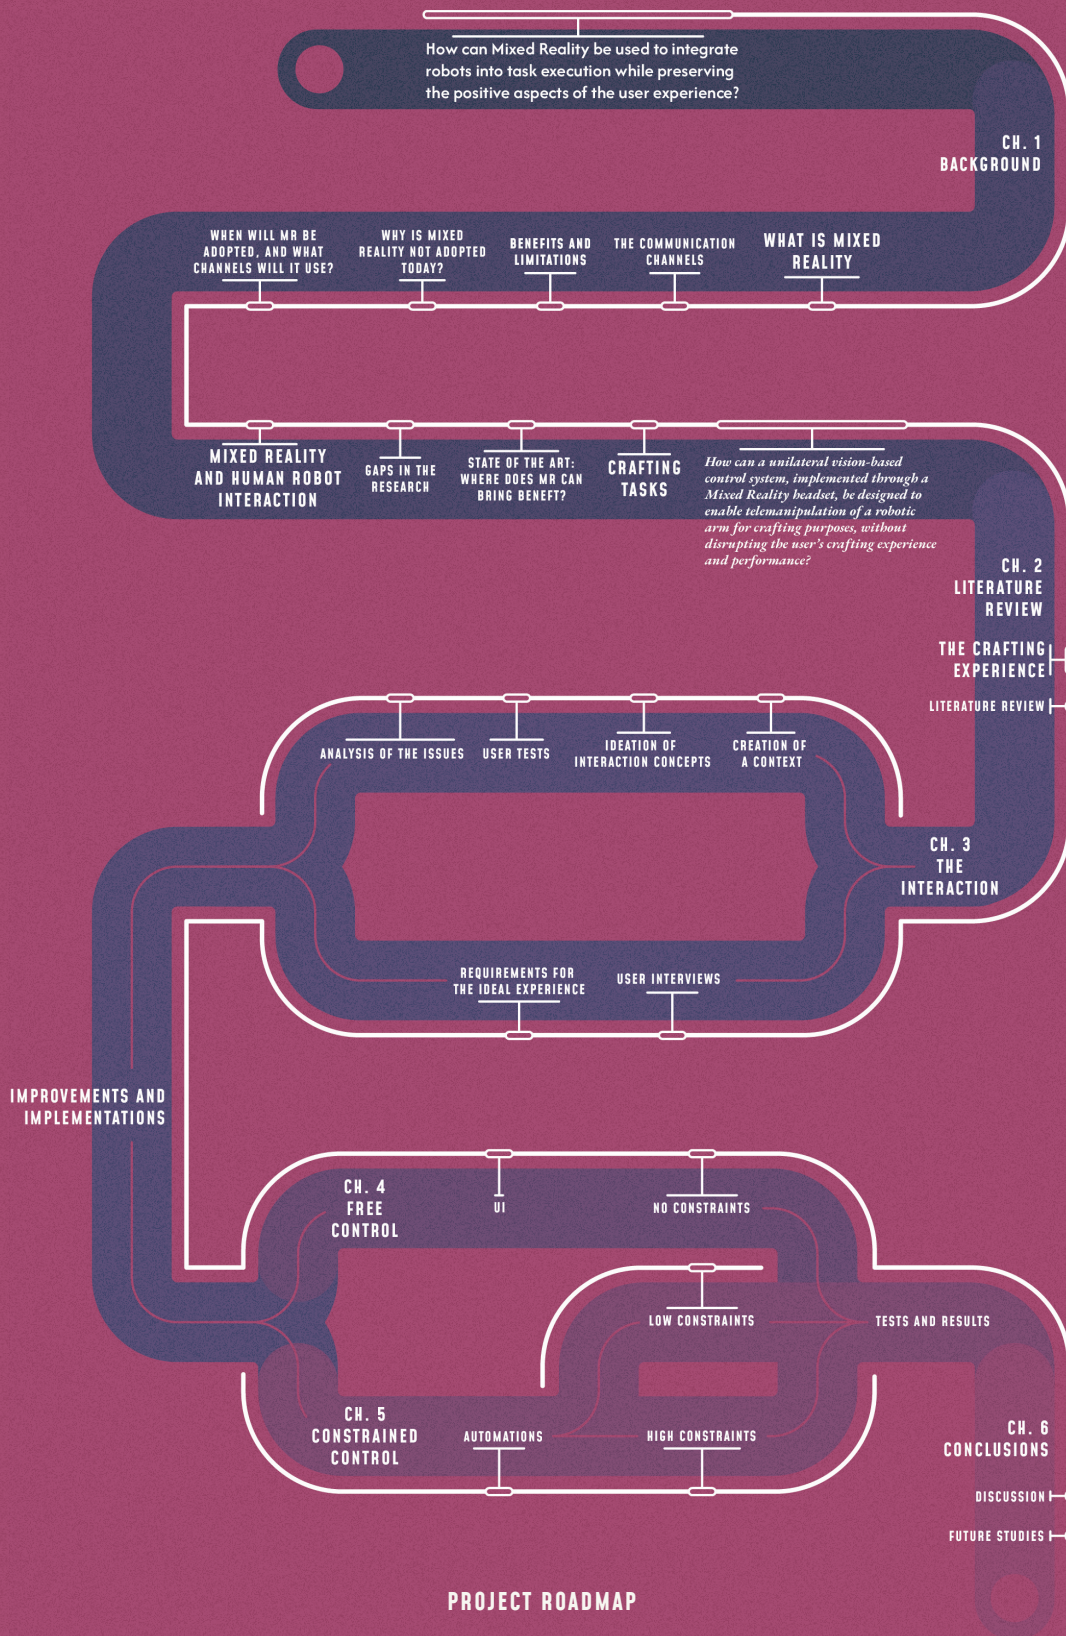 How can Mixed Reality be used to integrate
robots into task execution while preserving
the positive aspects of the user experience?
CH. 1
BACKGROUND
WHEN WILL MR BE
ADOPTED, AND WHAT
CHANNELS WILL IT USE?
WHY IS MIXED
REALITY NOT ADOPTED
TODAY?
BENEFITS AND
LIMITATIONS
THE COMMUNICATION
CHANNELS
WHAT IS MIXED
REALITY
MIXED REALITY
AND HUMAN ROBOT
INTERACTION
GAPS IN THE
RESEARCH
STATE OF THE ART:
WHERE DOES MR CAN
BRING BENEFT?
CRAFTING
TASKS
How can a unilateral vision-based
control system, implemented through a
Mixed Reality headset, be designed to
enable telemanipulation of a robotic
arm for crafting purposes, without
disrupting the user's crafting experience
and performance?
CH. 2
LITERATURE
REVIEW
THE CRAFTING
EXPERIENCE
LITERATURE REVIEW
ANALYSIS OF THE ISSUES
USER TESTS
IDEATION OF
INTERACTION CONCEPTS
CREATION OF
A CONTEXT
CH. 3
THE
INTERACTION
REQUIREMENTS FOR
THE IDEAL EXPERIENCE
USER INTERVIEWS
IMPROVEMENTS AND
IMPLEMENTATIONS
CH. 4
FREE
CONTROL
UI
NO CONSTRAINTS
LOW CONSTRAINTS
TESTS AND RESULTS
CH. 5
CONSTRAINED
CONTROL
AUTOMATIONS
HIGH CONSTRAINTS
CH. 6
CONCLUSIONS
DISCUSSION
FUTURE STUDIES
PROJECT ROADMAP